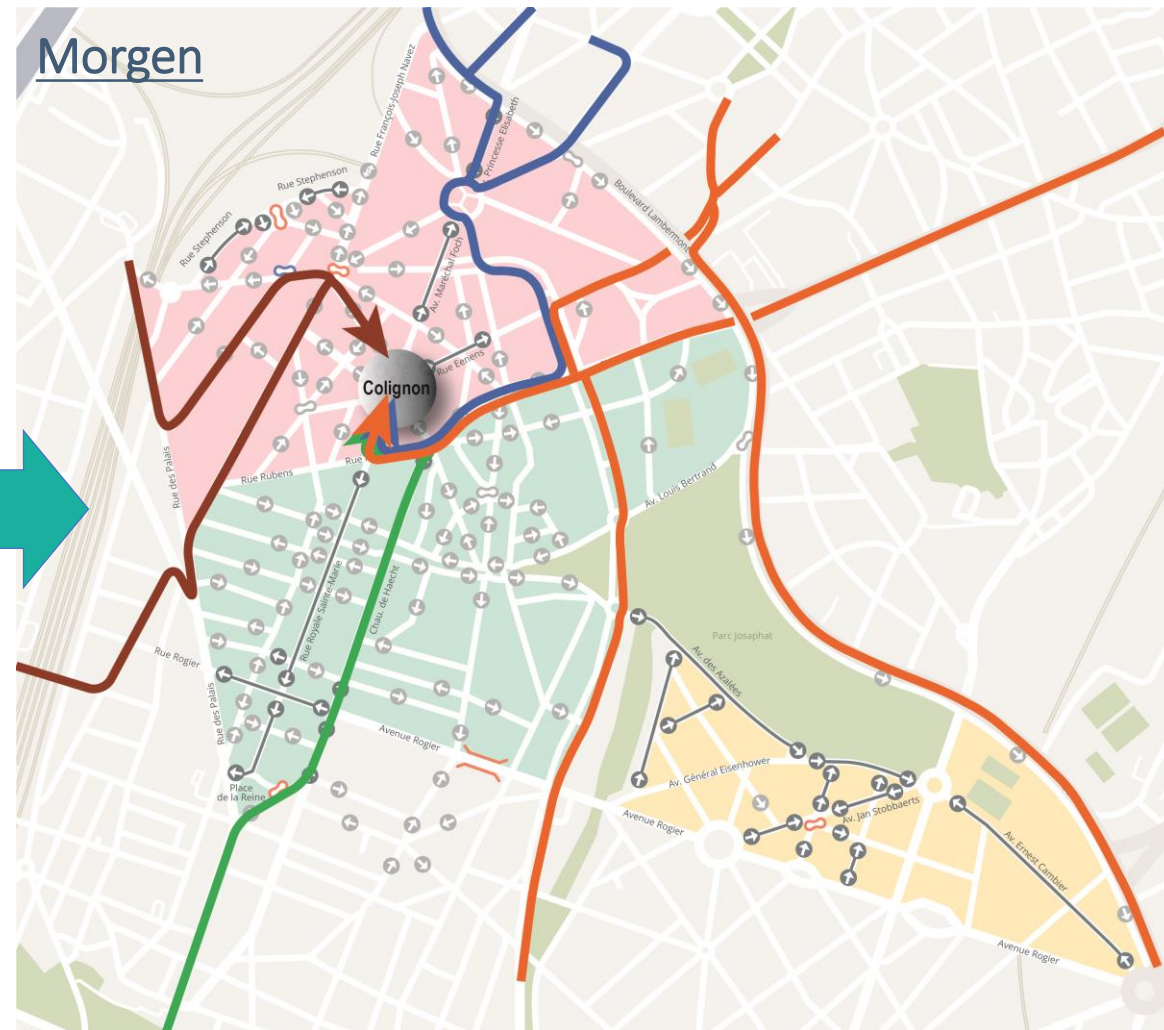 Morgen
Rue François-Joseph Navez
Princesse Elisabeth
Rue Stephenson
Rue Stephenson
Boulevard Lambermont
Av. Maréchal Foch
Rue Eenens
Colignon
Rue des Palais
Rue Rubens
Rue
Av. Louis Bertrand
Rue Royale Sainte-Marie
Chau. de Haecht
Parc Josaphat
Rue Rogier
Av. des Azalées
Rue des Palais
Avenue Rogier
Av. Général Eisenhower
Place
de la Reine
Avenue Rogier
Av. Jan Stobbaerts
Av. Ernest Cambier
Avenue Rogier